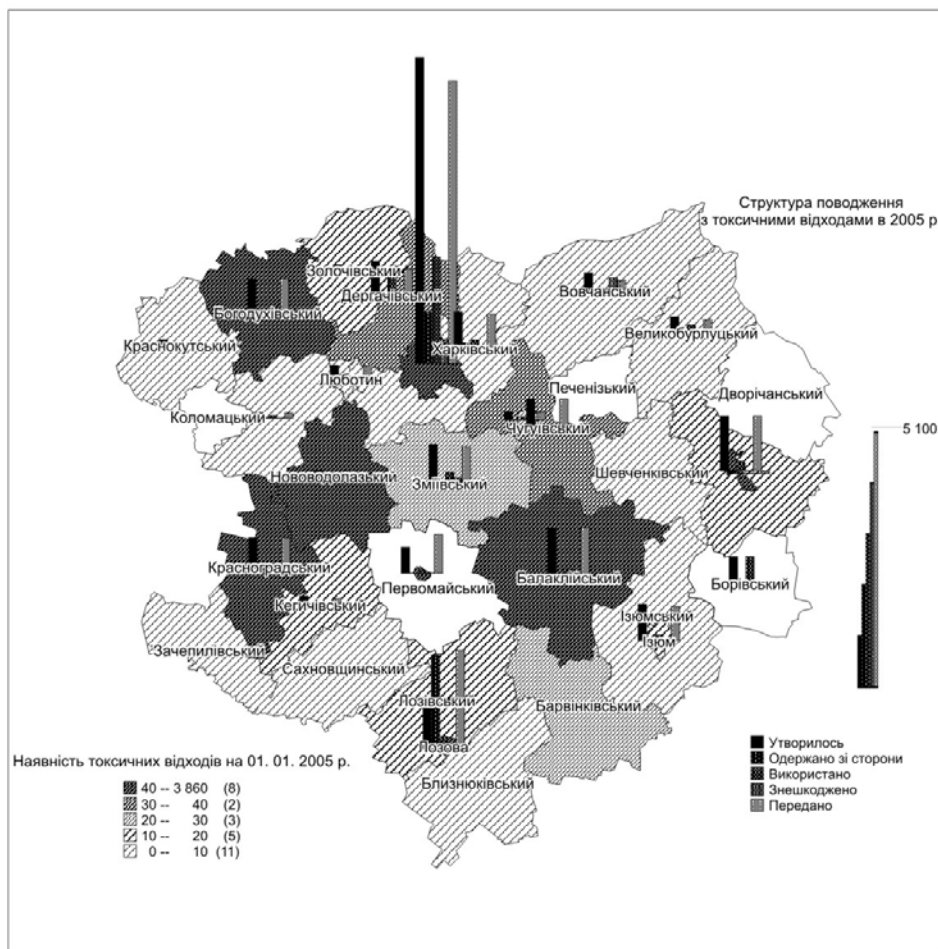 Структура поводження
з токсичними відходами в 2005 р
Золочівський
Дергачівський
Вовчанський
Богодухівський
Великобурлуцький
Краснокутський
Харківський
Люботин
Печенізький
Дворічанський
Коломацький
Чугуївський
5 100
Шевченківський
Зміївський
Нововодолазький
Красноградський
Балаклійський
Борівський
Первомайський
Кегичівський
Ізюмський
Ізюм
Зачепилівський
Сахновщинський
Лозівський
Барвінківський
Лозова
Близнюківський
Наявність токсичних відходів на 01. 01. 2005 р.
40 -- 3 860 (8)
30 -- 40 (2)
20 -- 30 (3)
10 -- 20 (5)
0 -- 10 (11)
Утворилось
Одержано зі сторони
Використано
Знешкоджено
Передано